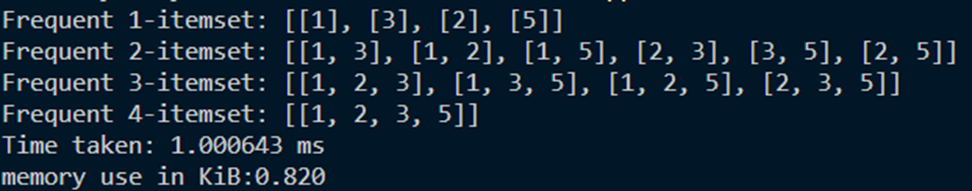 Frequent 1-itemset: [[1], [3], [2], [5]]
Frequent 2-itemset: [[1, 3], [1, 2], [1, 5], [2, 3], [3, 5], [2, 5]]
Frequent 3-itemset: [[1, 2, 3], [1, 3, 5], [1, 2, 5], [2, 3, 5]]
Frequent 4-itemset: [[1, 2, 3, 5]]
Time taken: 1.000643 ms
memory use in KiB:0.820